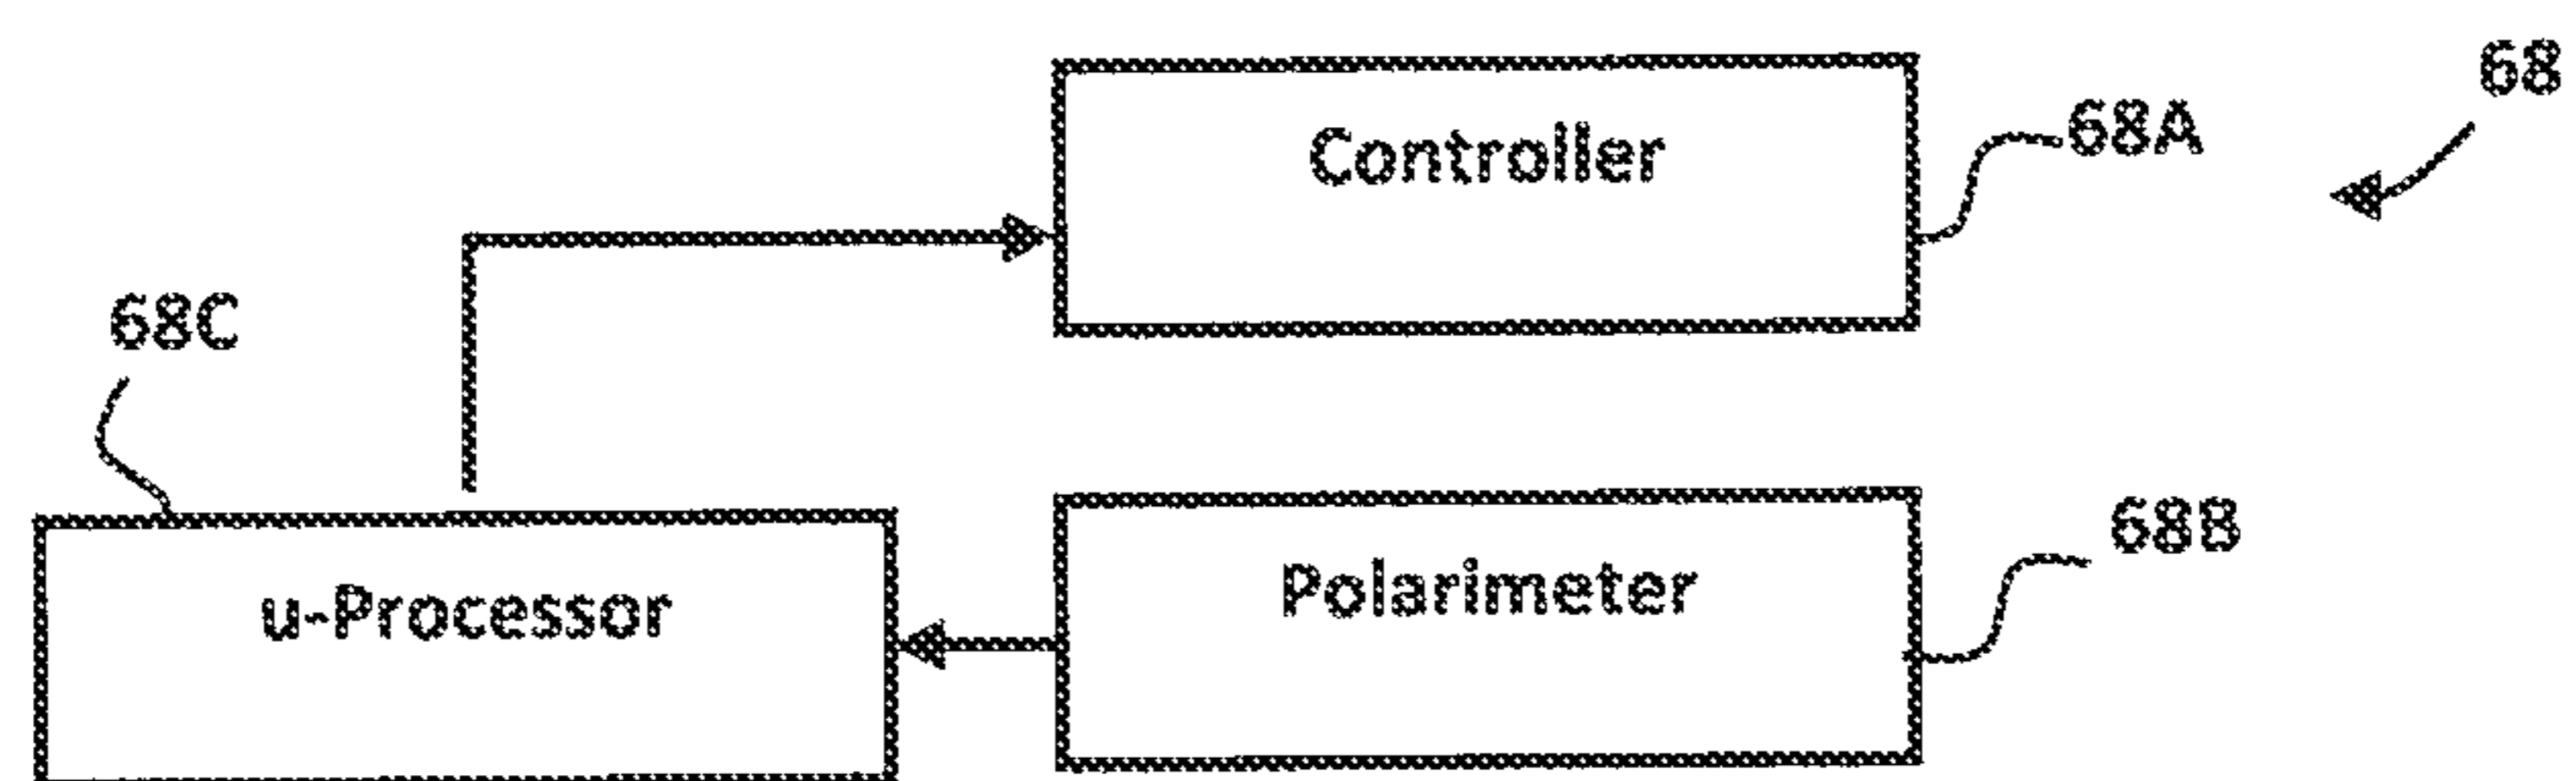 68
Controller
68A
68C
u-Processor
Polarimeter
68B